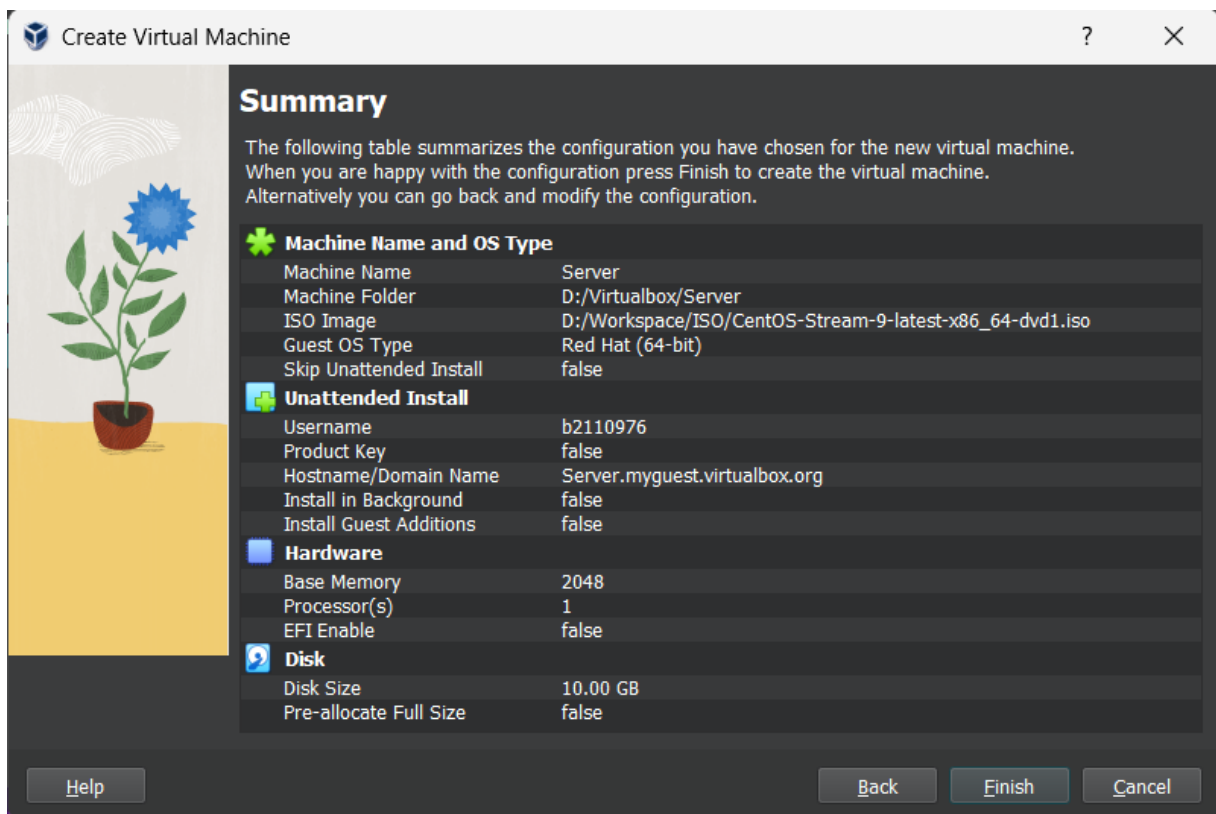 Create Virtual Machine
?
Summary
The following table summarizes the configuration you have chosen for the new virtual machine.
When you are happy with the configuration press Finish to create the virtual machine.
Alternatively you can go back and modify the configuration.
Machine Name and OS Type
Machine Name Server
Machine Folder D:/Virtualbox/Server
ISO Image D:/Workspace/ISO/CentOS-Stream-9-latest-x86_64-dvd1.iso
Guest OS Type Red Hat (64-bit)
Skip Unattended Install false
Unattended Install
Username b2110976
Product Key false
Hostname/Domain Name Server.myguest.virtualbox.org
Install in Background false
Install Guest Additions false
Hardware
Base Memory 2048
Processor(s) 1
EFI Enable false
Disk
Disk Size 10.00 GB
Pre-allocate Full Size false
Help Back Finish Cancel